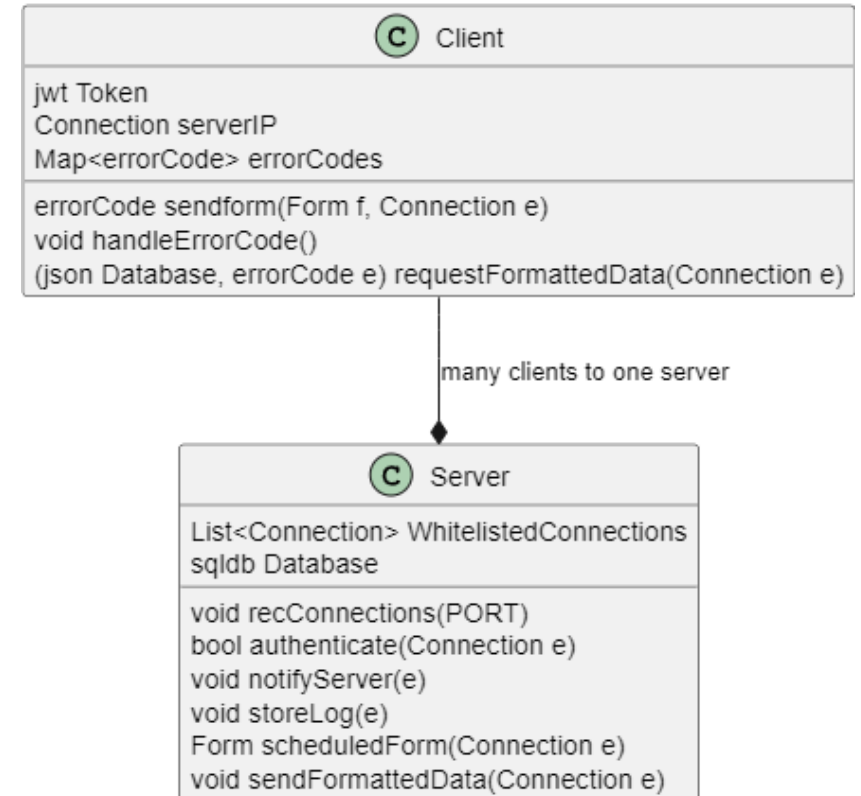 C Client
jwt Token
Connection serverIP
Map<errorCode> errorCodes
errorCode sendform(Form f, Connection e)
void handleErrorCode()
(json Database, errorCode e) requestFormattedData(Connection e)
many clients to one server
C Server
List<Connection> WhitelistedConnections
sqldb Database
void recConnections(PORT)
bool authenticate(Connection e)
void notifyServer(e)
void storeLog(e)
Form scheduledForm(Connection e)
void sendFormattedData(Connection e)